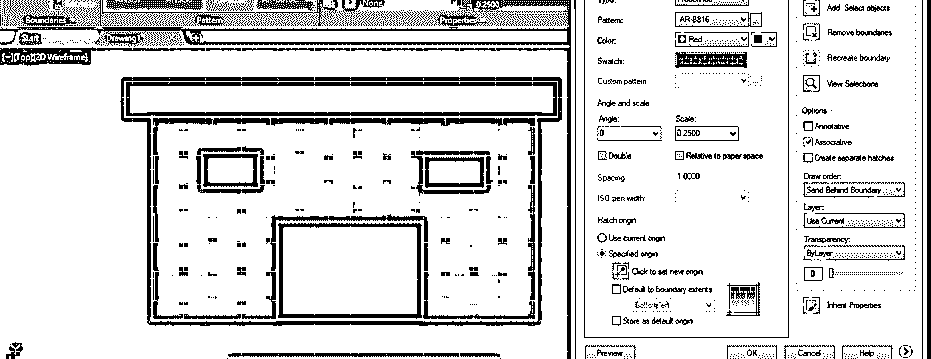 None
0.2500
Boundaries
Pattern
Properties
Start
Drawing1
[-][Top][2D Wireframe]
Type:
Pattern:
AR-B816
...
Color:
Red
Swatch:
Custom pattern
Angle and scale
Angle:
Scale:
0
0.2500
Double
Relative to paper space
Spacing
1.0000
ISO pen width
Hatch origin
Use current origin
Specified origin
Click to set new origin
Default to boundary extents
Bottom left
Store as default origin
Preview
Add: Select objects
Remove boundaries
Recreate boundary
View Selections
Options
Annotative
Associative
Create separate hatches
Draw order:
Send Behind Boundary
Layer:
Use Current
Transparency:
ByLayer
0
Inherit Properties
OK
Cancel
Help